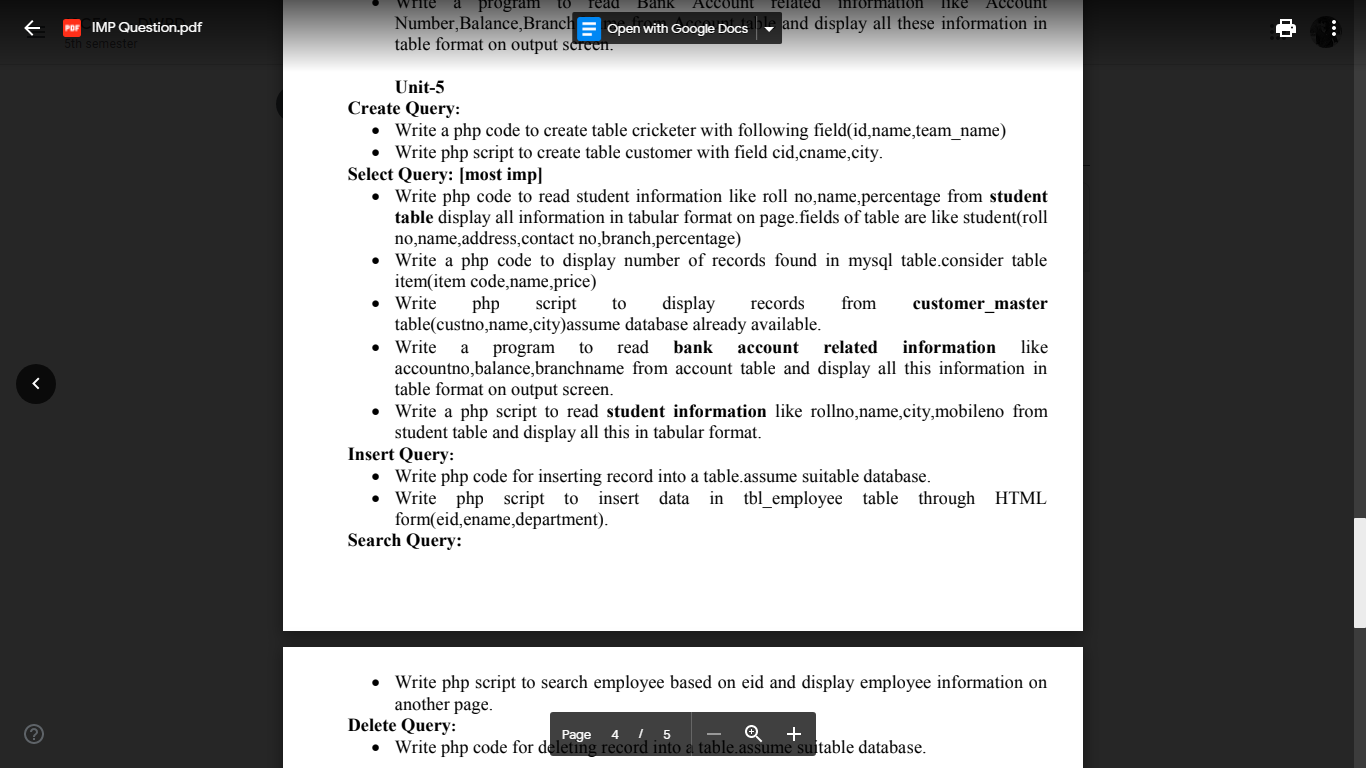 Write a program to read Bank Account related information like Account
IMP Question.pdf
5th semester
Open with Google Docs
Number,Balance,Branch name from Account table and display all these information in
table format on output screen.
Unit-5
Create Query:
• Write a php code to create table cricketer with following field(id,name,team_name)
• Write php script to create table customer with field cid,cname,city.
Select Query: [most imp]
• Write php code to read student information like roll no,name,percentage from student
table display all information in tabular format on page.fields of table are like student(roll
no,name,address,contact no,branch,percentage)
• Write a php code to display number of records found in mysql table.consider table
item(item code,name,price)
• Write php script to display records from customer_master
table(custno,name,city)assume database already available.
• Write a program to read bank account related information like
accountno,balance,branchname from account table and display all this information in
table format on output screen.
• Write a php script to read student information like rollno,name,city,mobileno from
student table and display all this in tabular format.
Insert Query:
• Write php code for inserting record into a table.assume suitable database.
• Write php script to insert data in tbl_employee table through HTML
form(eid,ename,department).
Search Query:
• Write php script to search employee based on eid and display employee information on
another page.
Delete Query:
• Write php code for deleting record into a table.assume suitable database.
Page 4 / 5